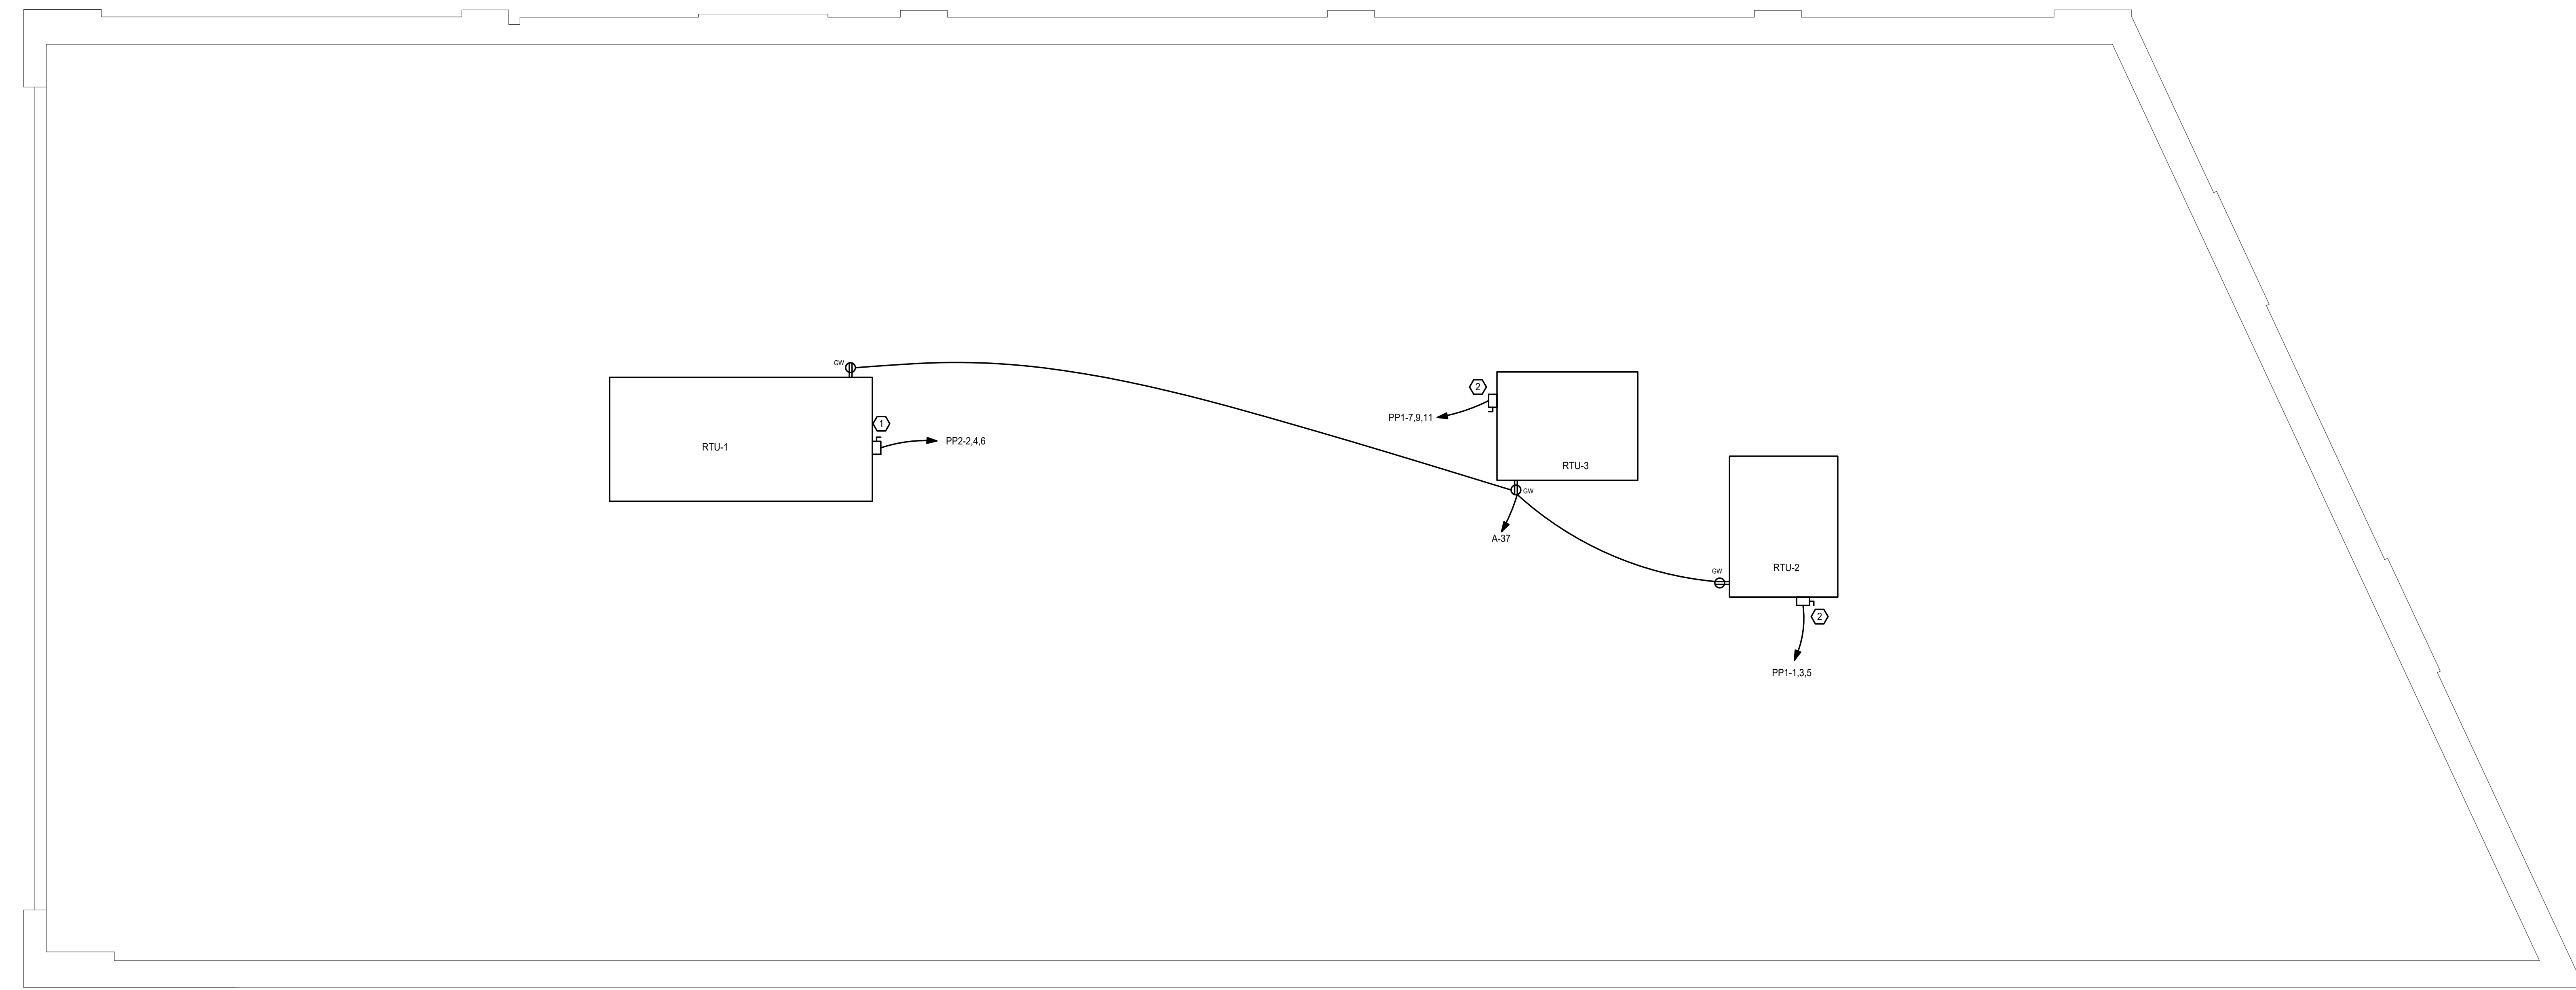 GW
2
PP1-7,9,11
1
PP2-2,4,6
RTU-1
RTU-3
GW
A-37
GW
RTU-2
2
PP1-1,3,5